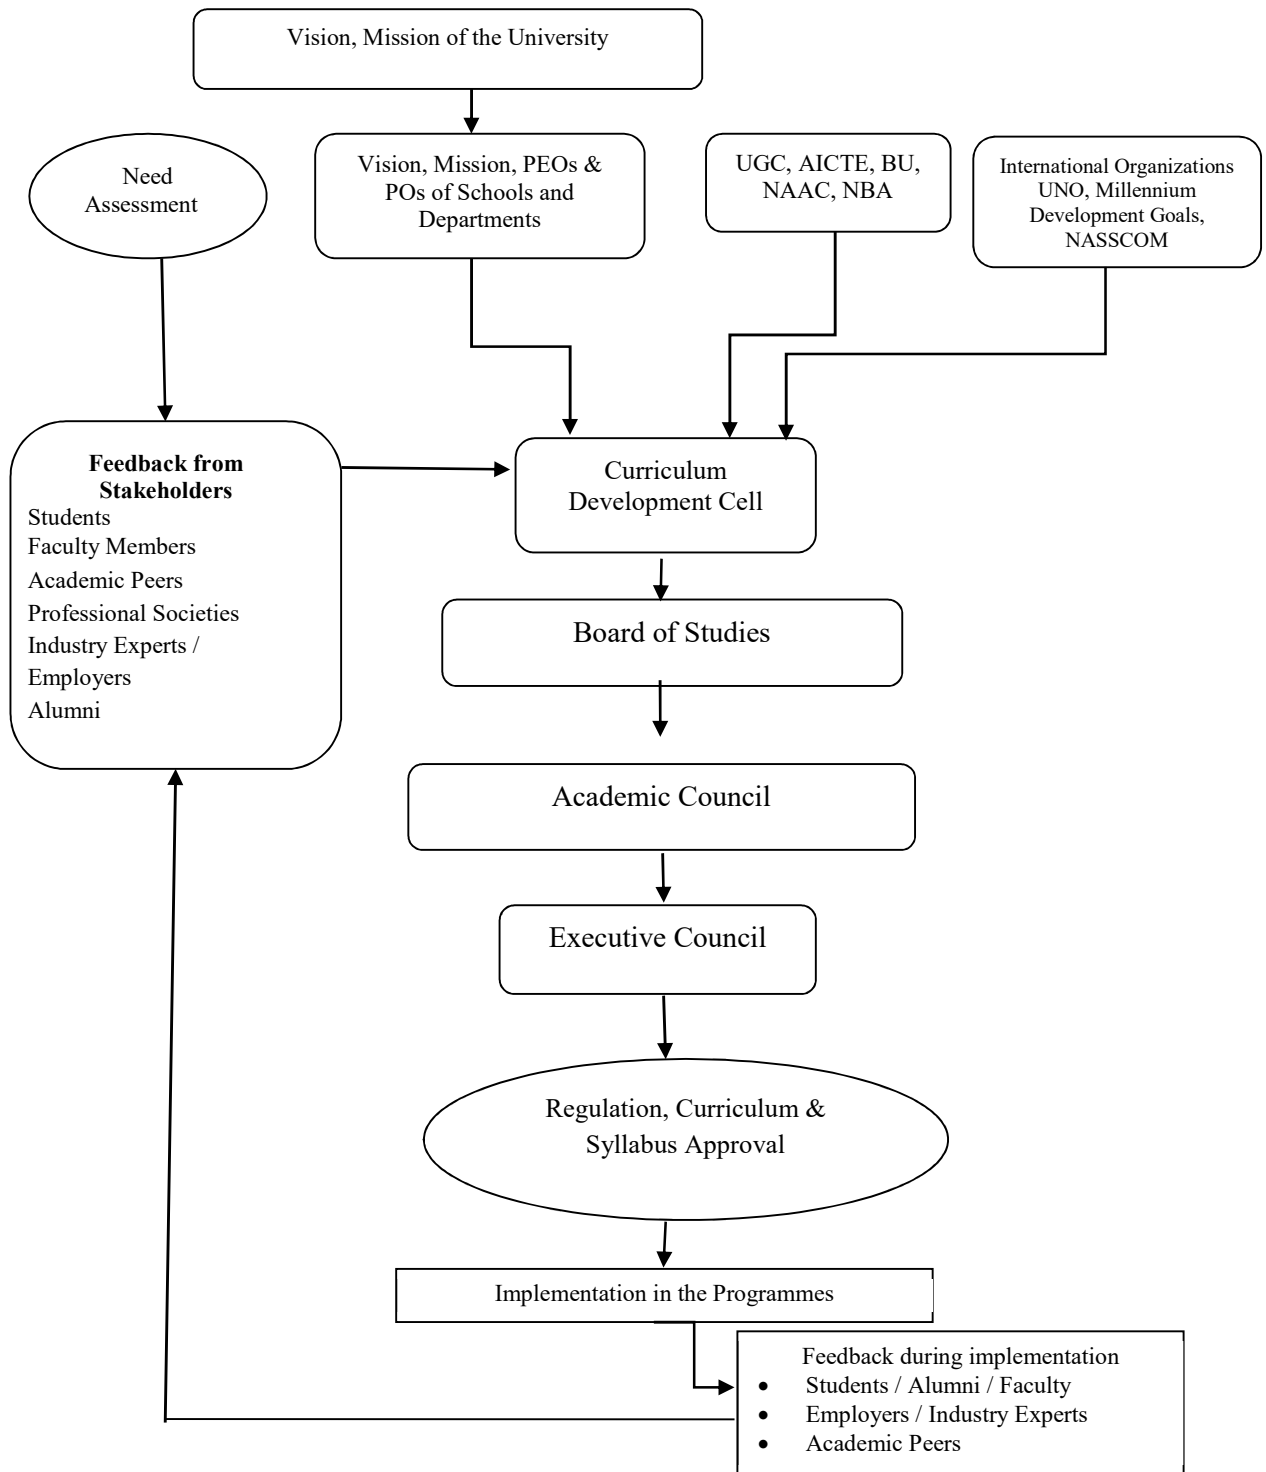 Vision, Mission of the University
Need
Assessment
Vision, Mission, PEOs &
POs of Schools and
Departments
UGC, AICTE, BU,
NAAC, NBA
International Organizations
UNO, Millennium
Development Goals,
NASSCOM
Feedback from
Stakeholders
Students
Faculty Members
Academic Peers
Professional Societies
Industry Experts /
Employers
Alumni
Curriculum
Development Cell
Board of Studies
Academic Council
Executive Council
Regulation, Curriculum &
Syllabus Approval
Implementation in the Programmes
Feedback during implementation
• Students / Alumni / Faculty
• Employers / Industry Experts
• Academic Peers